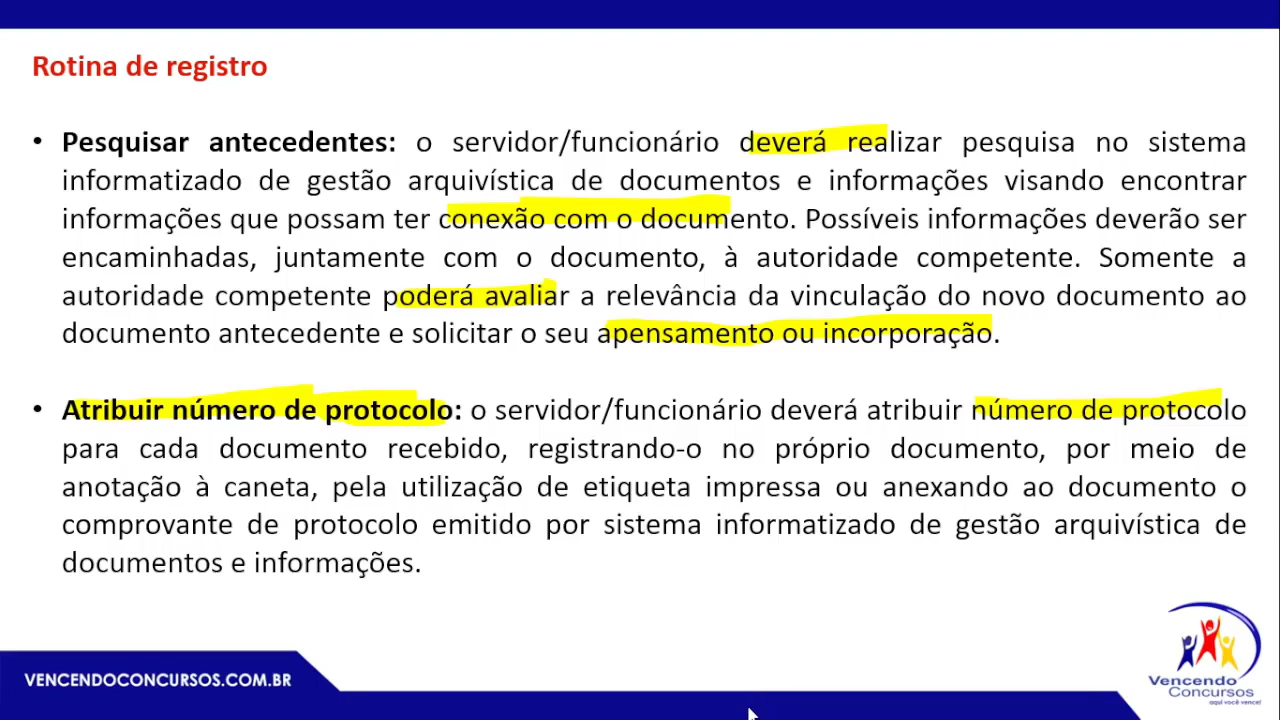 Rotina de registro
• Pesquisar antecedentes: o servidor/funcionário deverá realizar pesquisa no sistema
informatizado de gestão arquivística de documentos e informações visando encontrar
informações que possam ter conexão com o documento. Possíveis informações deverão ser
encaminhadas, juntamente com o documento, à autoridade competente. Somente a
autoridade competente poderá avaliar a relevância da vinculação do novo documento ao
documento antecedente e solicitar o seu apensamento ou incorporação.
• Atribuir número de protocolo: o servidor/funcionário deverá atribuir número de protocolo
para cada documento recebido, registrando-o no próprio documento, por meio de
anotação à caneta, pela utilização de etiqueta impressa ou anexando ao documento o
comprovante de protocolo emitido por sistema informatizado de gestão arquivística de
documentos e informações.
VENCENDOCONCURSOS.COM.BR
Vencendo
Concursos
aqui você vence!